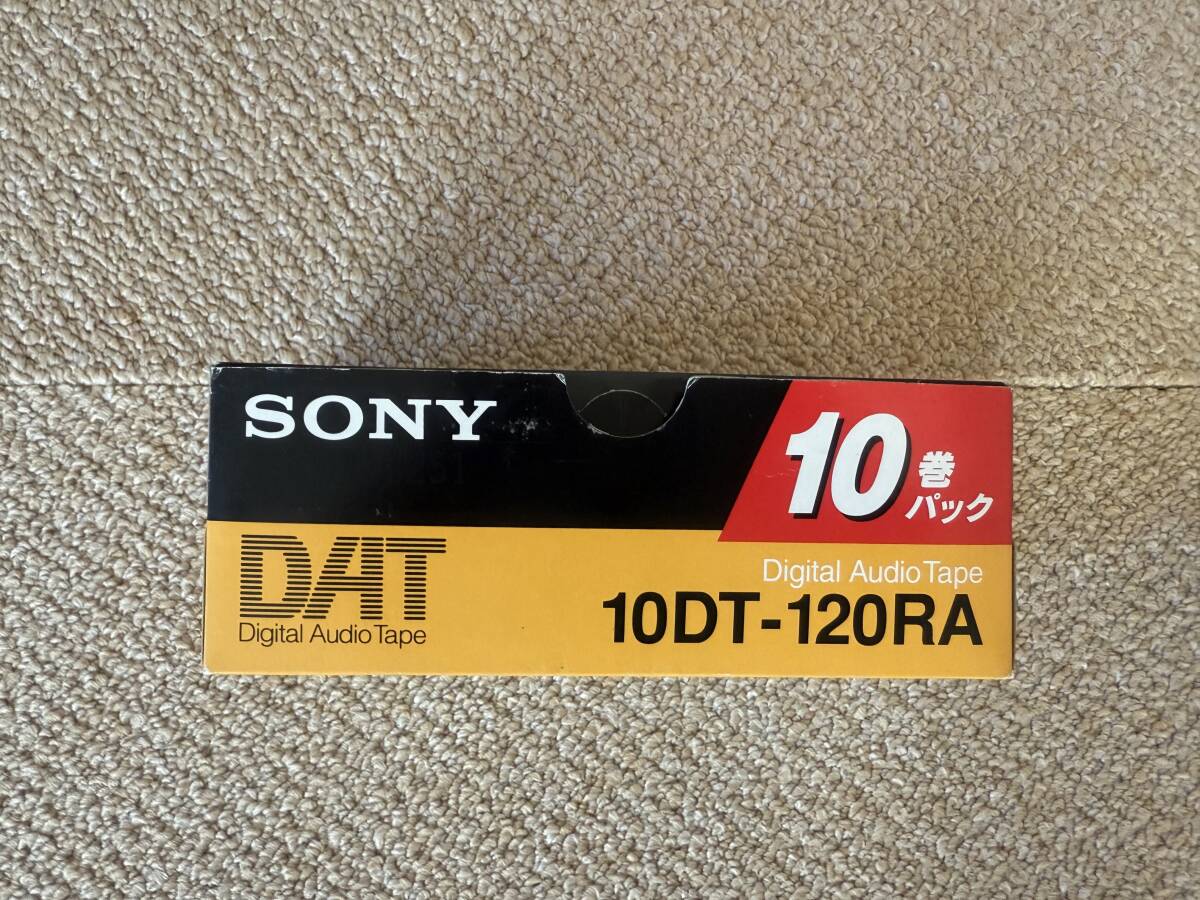 SONY
10巻
パック
DAT
Digital Audio Tape
Digital Audio Tape
10DT-120RA